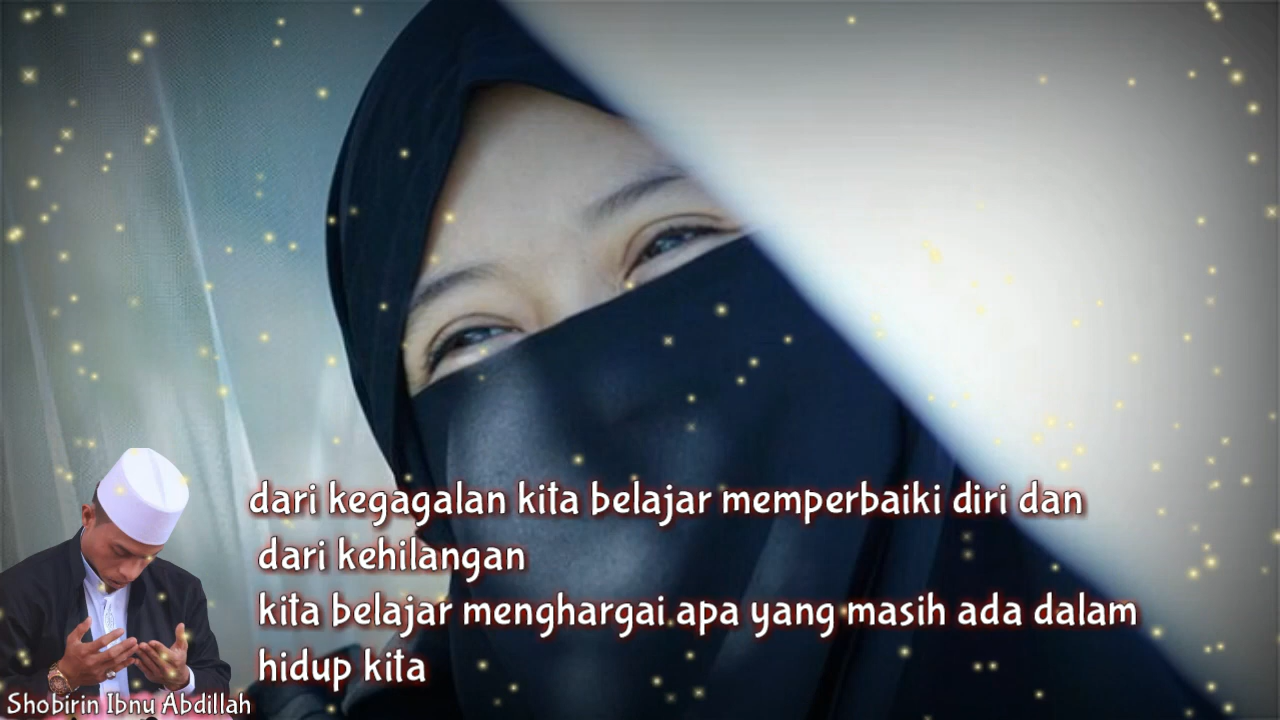 dari kegagalan kita belajar memperbaiki diri dan
dari kehilangan
kita belajar menghargai apa yang masih ada dalam
hidup kita
Shobirin Ibnu Abdillah